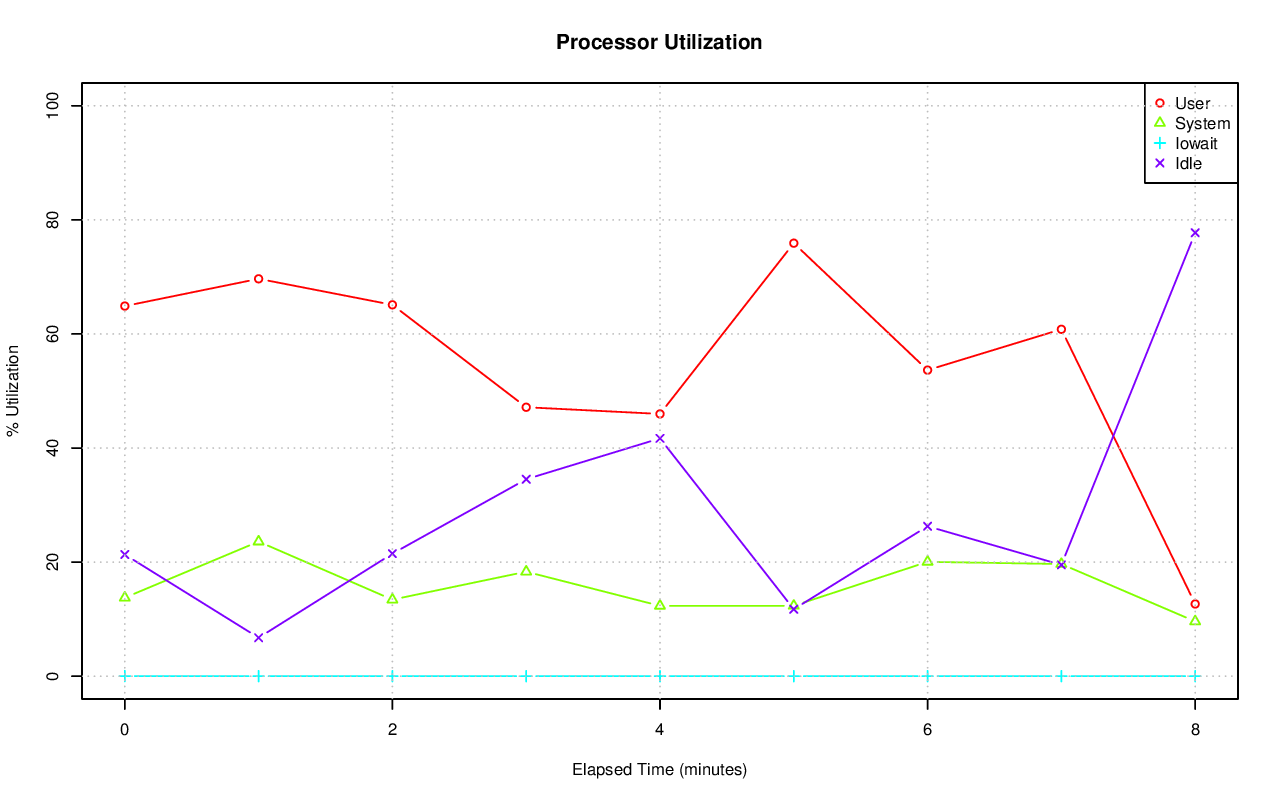 Processor Utilization
User
System
Iowait
Idle
% Utilization
100
80
60
40
20
0
0 2 4 6 8
Elapsed Time (minutes)